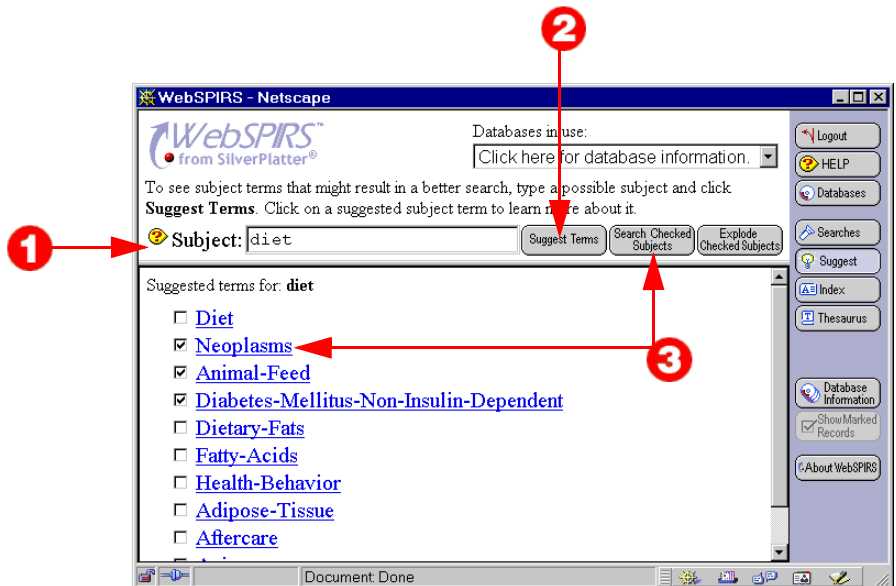 2
WebSPIRS - Netscape
WebSPIRS™
from SilverPlatter®
Databases in use:
Click here for database information.
To see subject terms that might result in a better search, type a possible subject and click
Suggest Terms. Click on a suggested subject term to learn more about it.
1
Subject: diet
Suggest Terms
Search Checked
Subjects
Explode
Checked Subjects
Suggested terms for: diet
Diet
Neoplasms
3
Animal-Feed
Diabetes-Mellitus-Non-Insulin-Dependent
Dietary-Fats
Fatty-Acids
Health-Behavior
Adipose-Tissue
Aftercare
Logout
HELP
Databases
Searches
Suggest
Index
Thesaurus
Database
Information
Show Marked
Records
About WebSPIRS
Document: Done